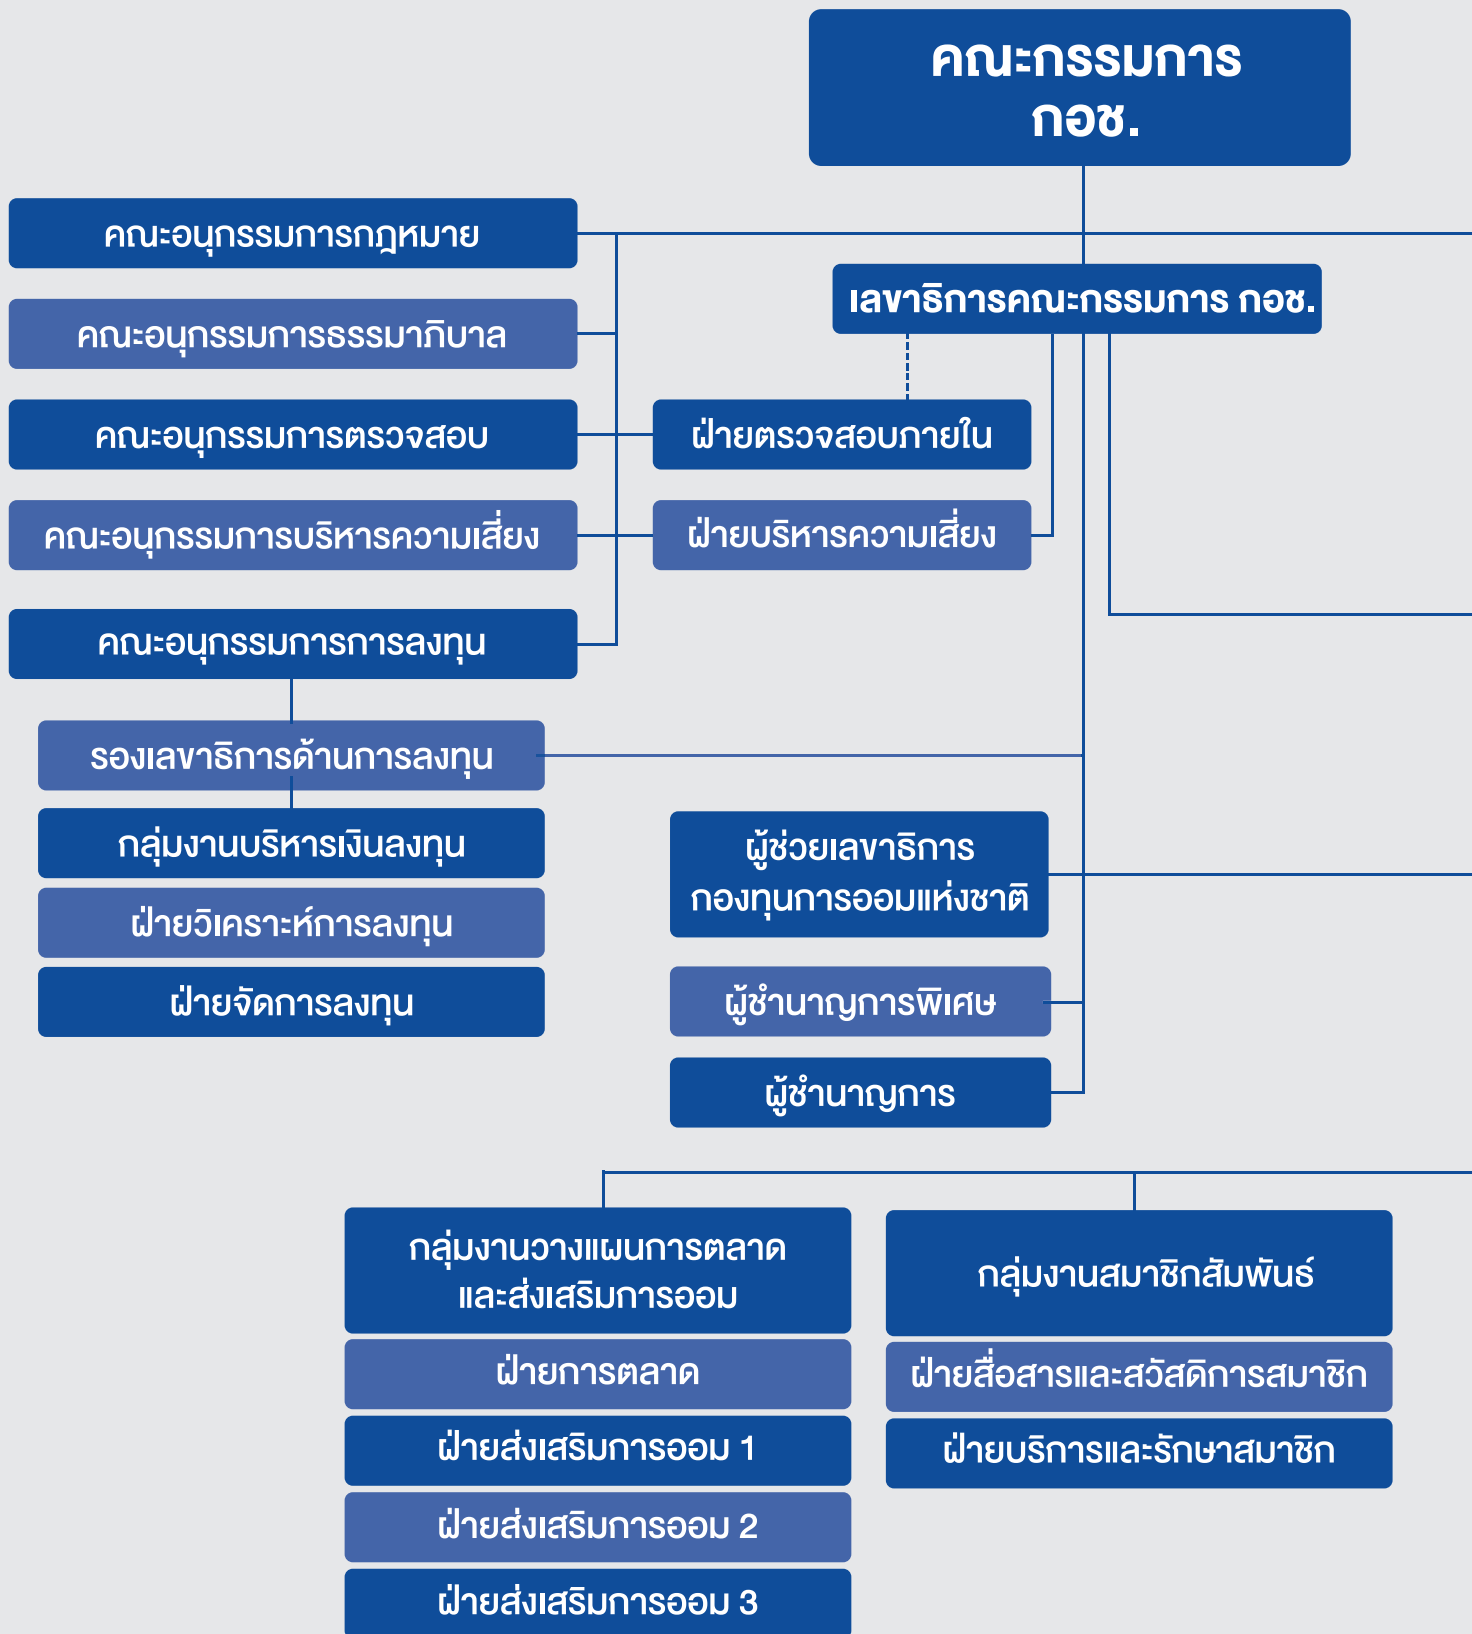 คณะกรรมการ
กอช.
คณะอนุกรรมการกฎหมาย
เลขาธิการคณะกรรมการ กอช.
คณะอนุกรรมการธรรมาภิบาล
คณะอนุกรรมการตรวจสอบ
ฝ่ายตรวจสอบภายใน
คณะอนุกรรมการบริหารความเสี่ยง
ฝ่ายบริหารความเสี่ยง
คณะอนุกรรมการการลงทุน
รองเลขาธิการด้านการลงทุน
กลุ่มงานบริหารเงินลงทุน
ฝ่ายวิเคราะห์การลงทุน
ฝ่ายจัดการลงทุน
ผู้ช่วยเลขาธิการ
กองทุนการออมแห่งชาติ
ผู้ชำนาญการพิเศษ
ผู้ชำนาญการ
กลุ่มงานวางแผนการตลาด
และส่งเสริมการออม
ฝ่ายการตลาด
ฝ่ายส่งเสริมการออม 1
ฝ่ายส่งเสริมการออม 2
ฝ่ายส่งเสริมการออม 3
กลุ่มงานสมาชิกสัมพันธ์
ฝ่ายสื่อสารและสวัสดิการสมาชิก
ฝ่ายบริการและรักษาสมาชิก